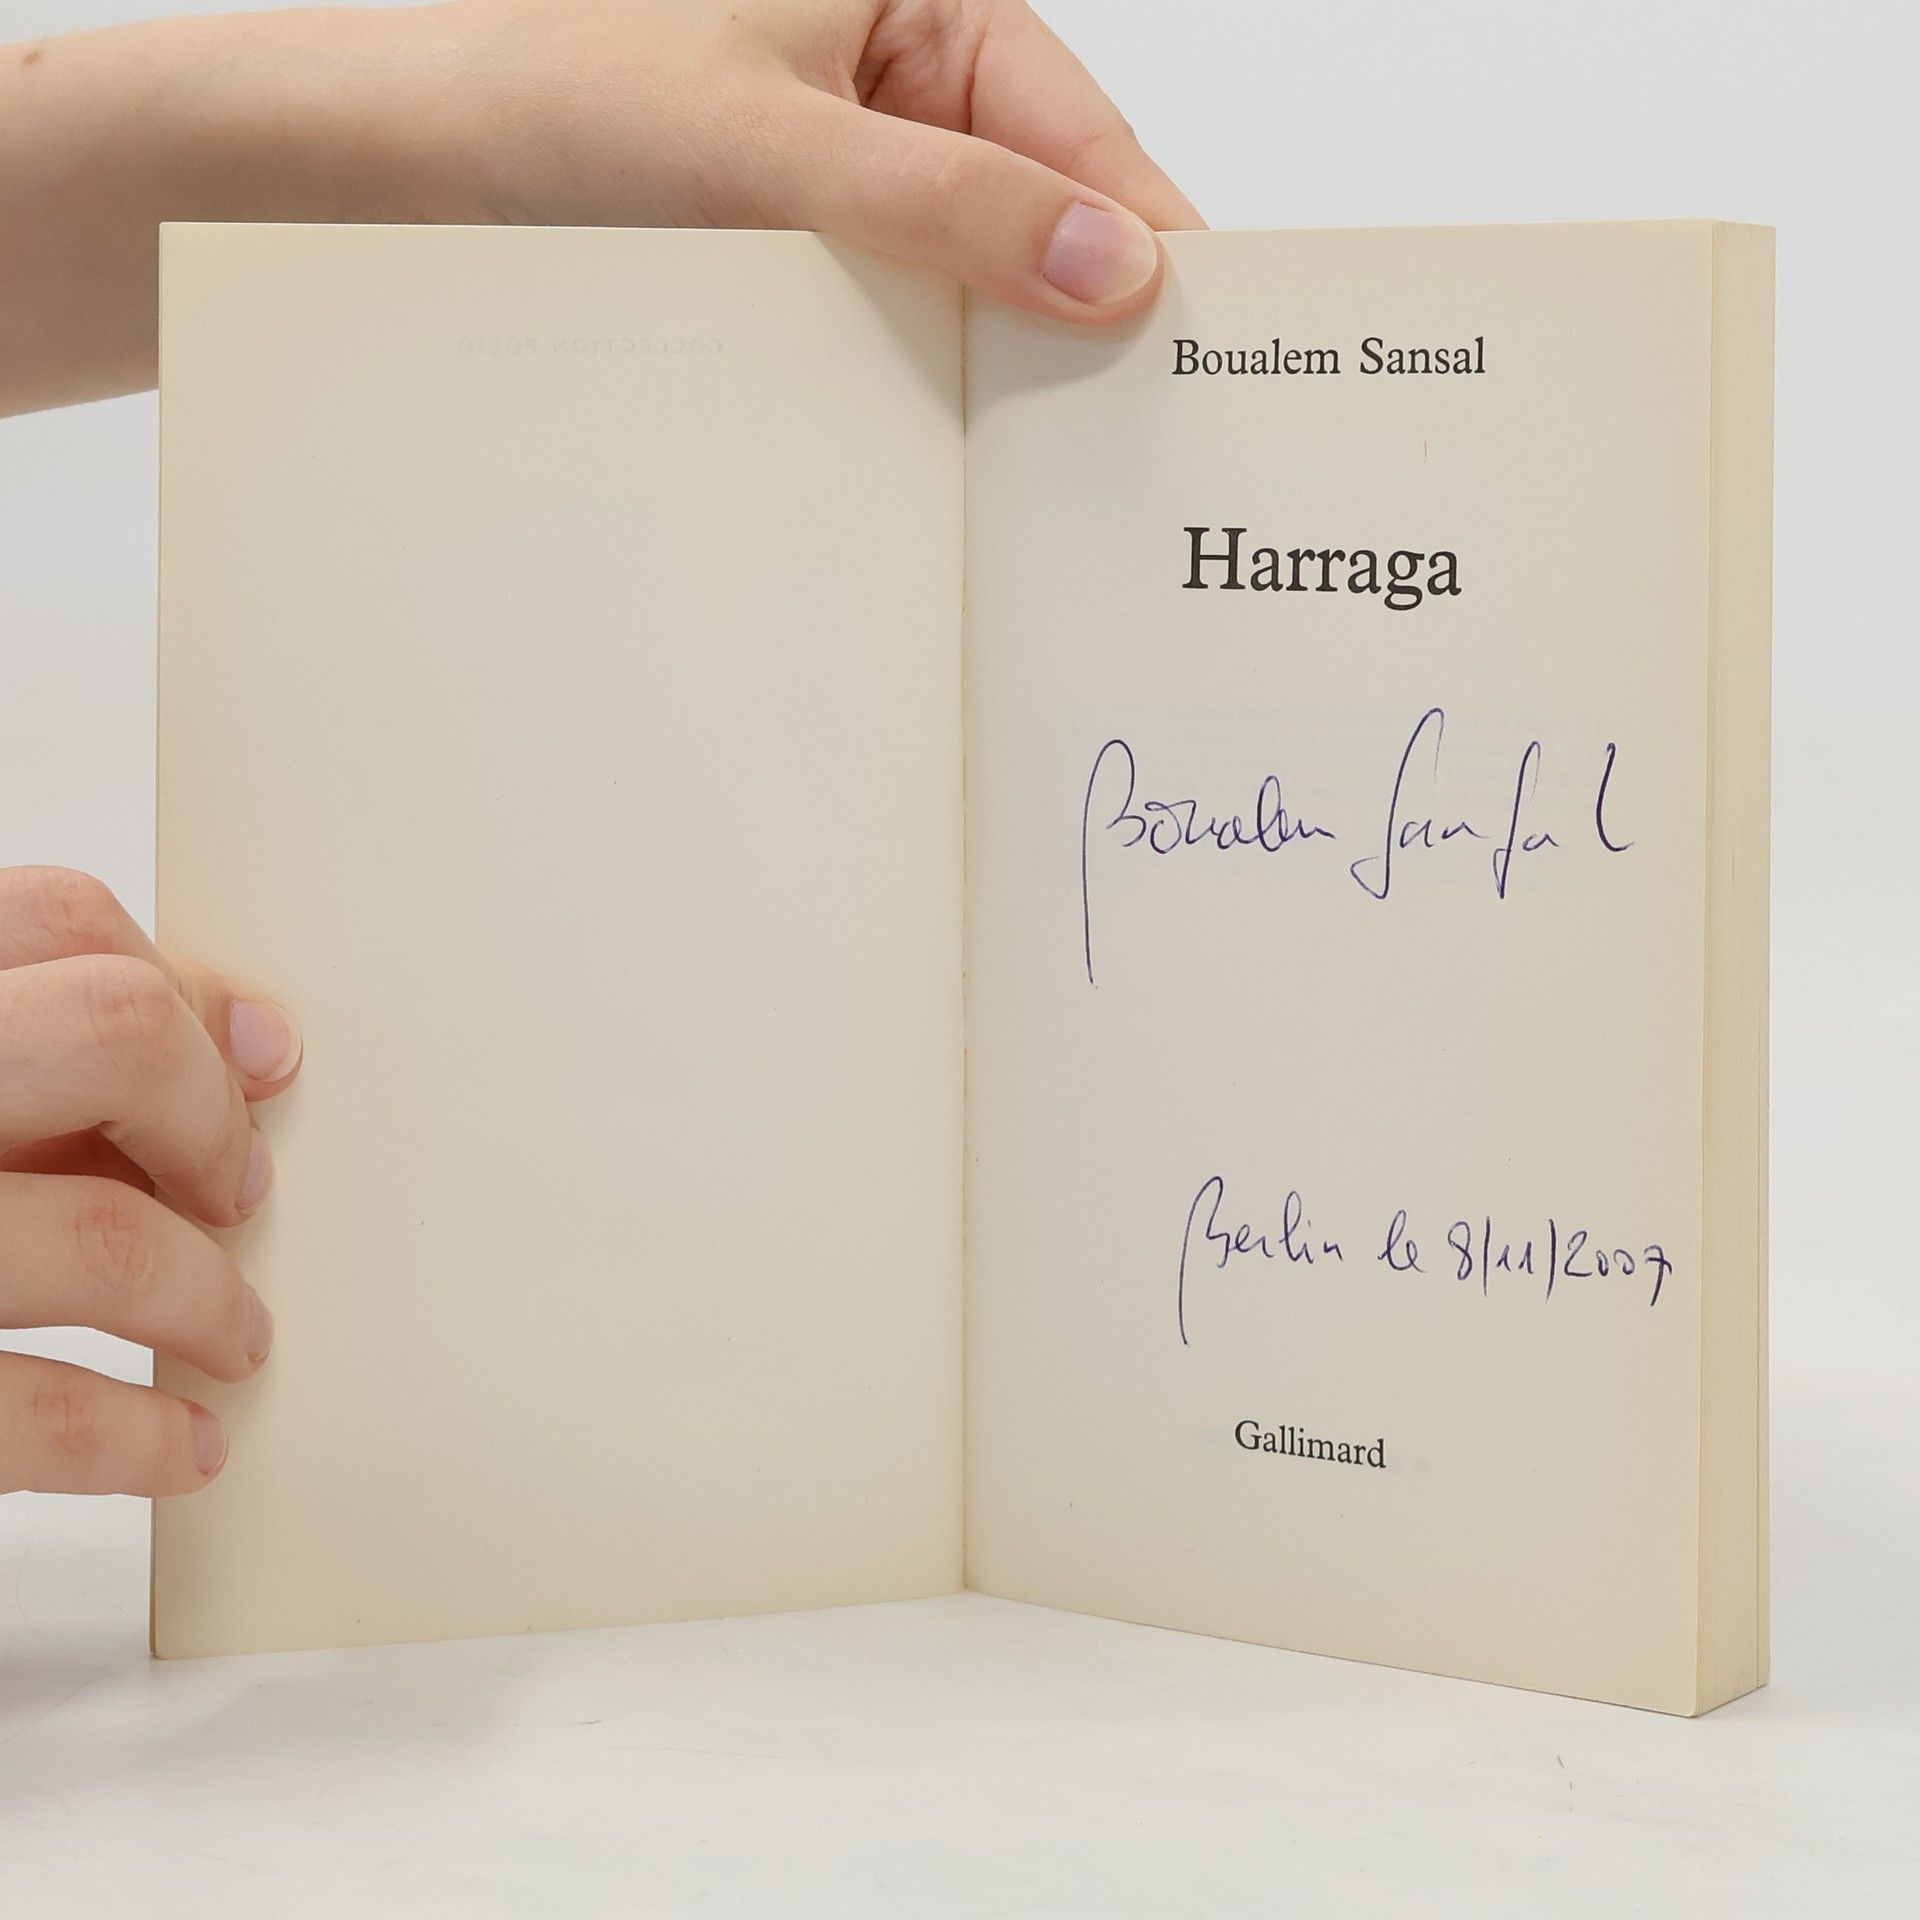 COLLECTION FOLIO
Boualem Sansal
Harraga
Boualem Sansal
Berlin le 8/11/2007
Gallimard